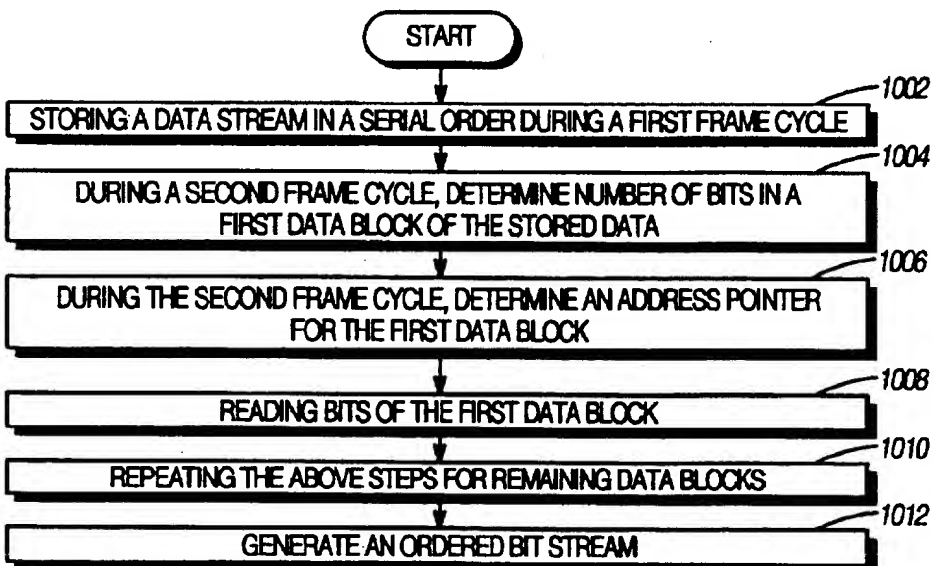 START
1002
STORING A DATA STREAM IN A SERIAL ORDER DURING A FIRST FRAME CYCLE
1004
DURING A SECOND FRAME CYCLE, DETERMINE NUMBER OF BITS IN A
FIRST DATA BLOCK OF THE STORED DATA
1006
DURING THE SECOND FRAME CYCLE, DETERMINE AN ADDRESS POINTER
FOR THE FIRST DATA BLOCK
1008
READING BITS OF THE FIRST DATA BLOCK
1010
REPEATING THE ABOVE STEPS FOR REMAINING DATA BLOCKS
1012
GENERATE AN ORDERED BIT STREAM